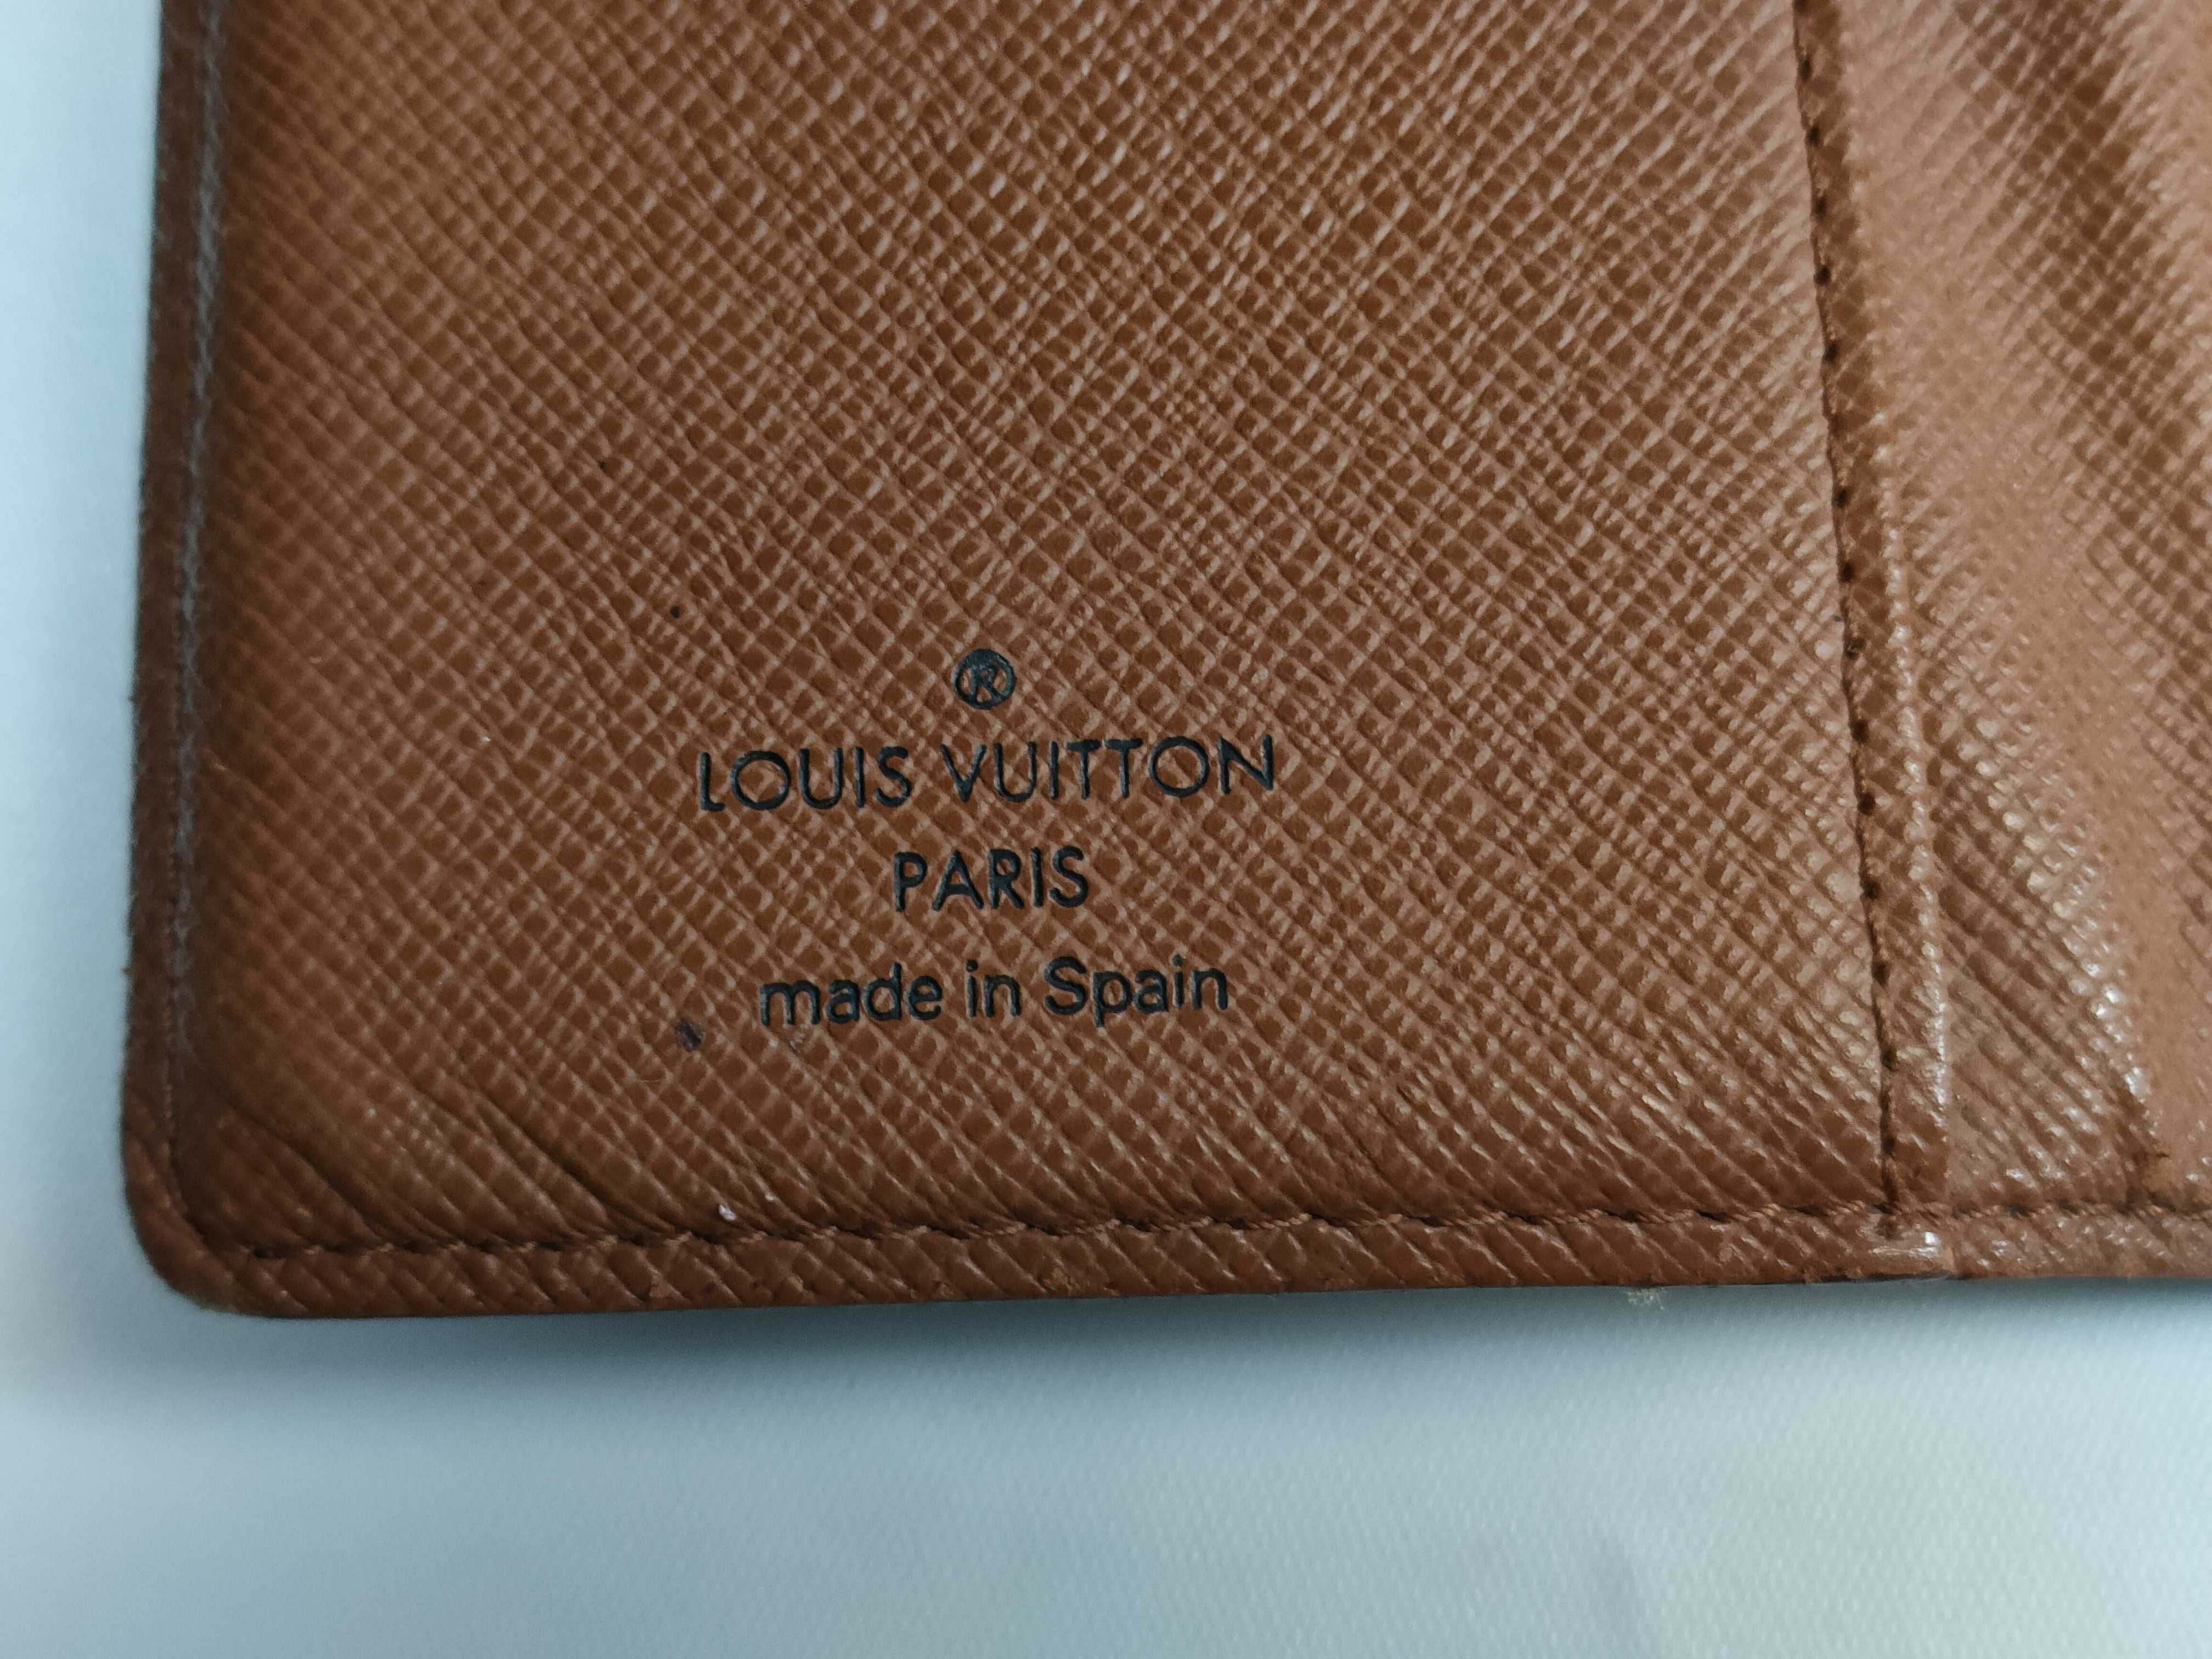 ®
LOUIS VUITTON
PARIS
made in Spain